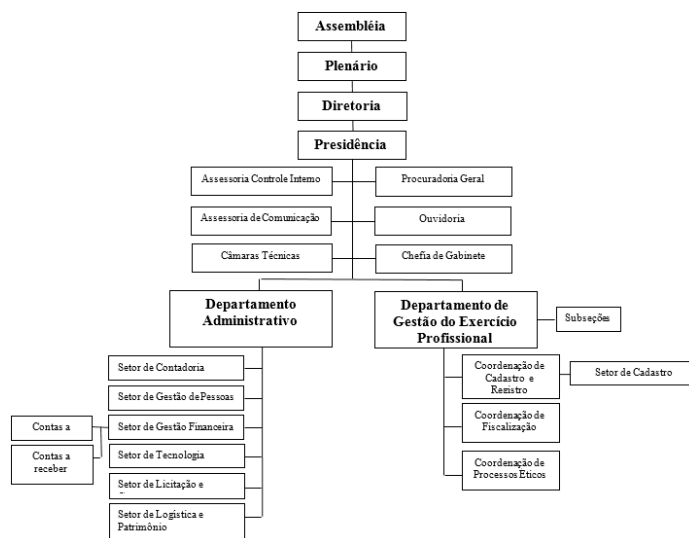 Assembléia
Plenário
Diretoria
Presidência
Assessoria Controle Interno
Procuradoria Geral
Assessoria de Comunicação
Ouvidoria
Câmaras Técnicas
Chefia de Gabinete
Departamento
Administrativo
Departamento de
Gestão do Exercício
Profissional
Subseções
Setor de Contadoria
Setor de Gestão de Pessoas
Contas a
Setor de Gestão Financeira
Contas a
receber
Setor de Tecnologia
Setor de Licitação e
Setor de Logística e
Patrimônio
Coordenação de
Cadastro e
Registro
Setor de Cadastro
Coordenação de
Fiscalização
Coordenação de
Processos Eticos